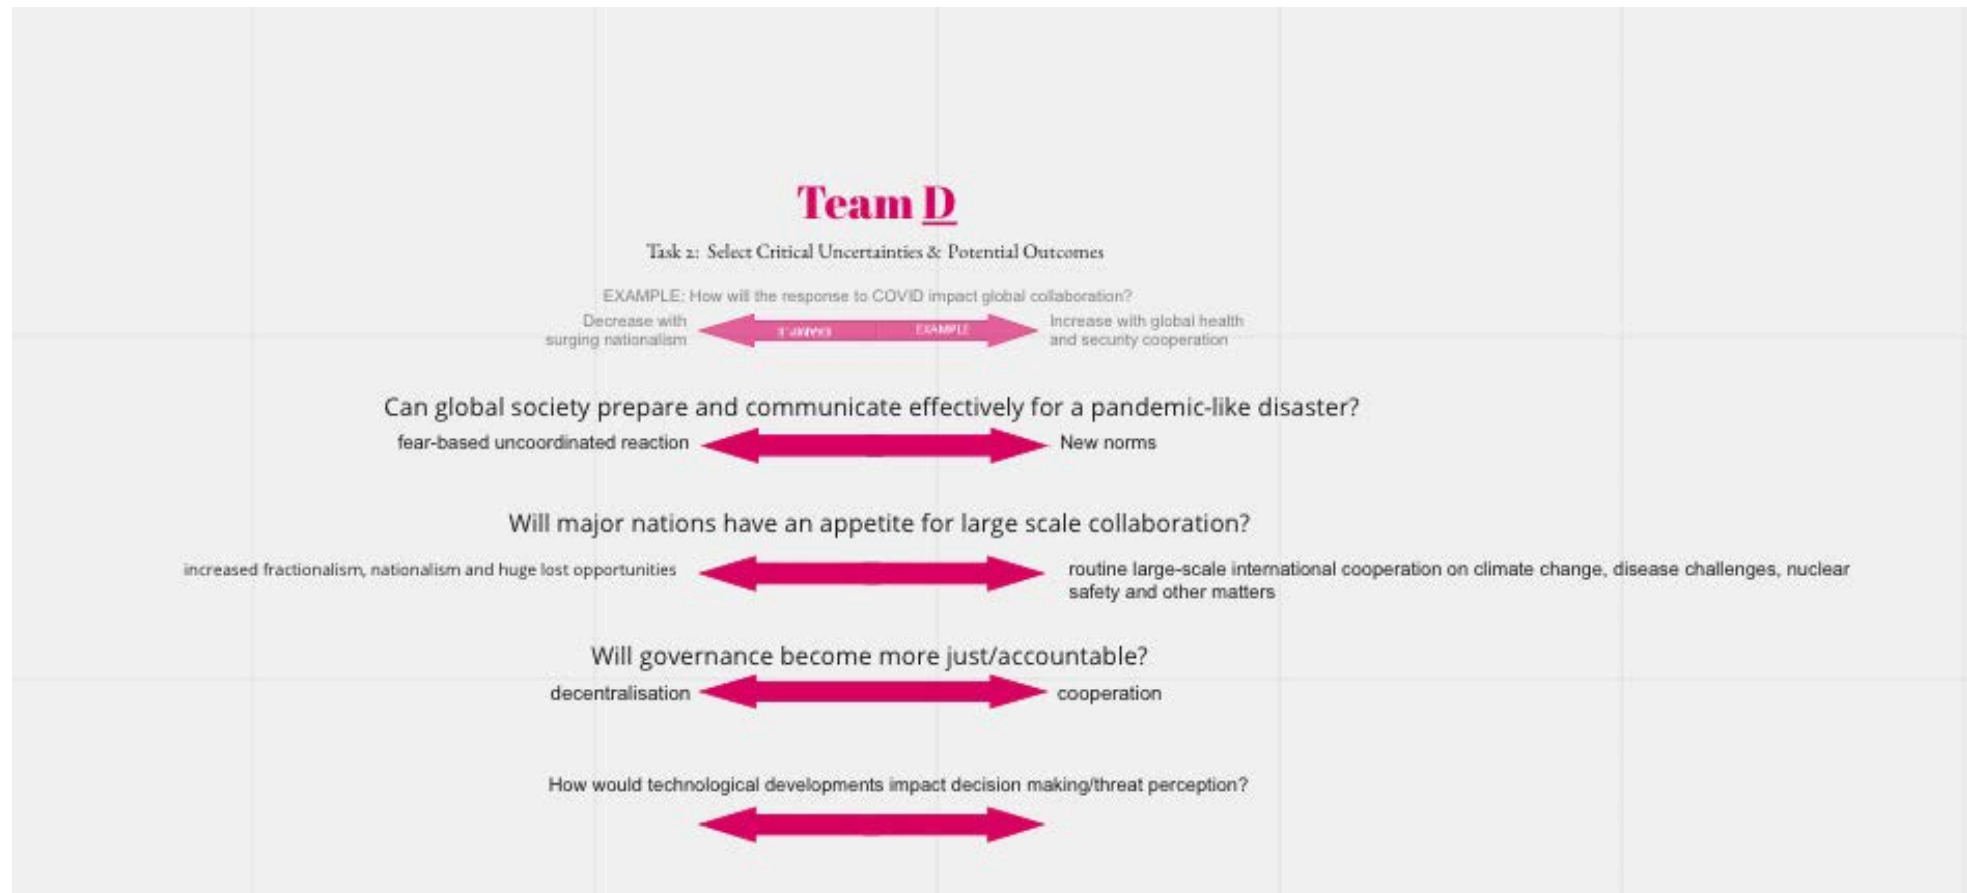 Team D
Task 2: Select Critical Uncertainties & Potential Outcomes
EXAMPLE: How will the response to COVID impact global collaboration?
Decrease with
surging nationalism
EXAMPLE
EXAMPLE
Increase with global health
and security cooperation
Can global society prepare and communicate effectively for a pandemic-like disaster?
fear-based uncoordinated reaction
New norms
Will major nations have an appetite for large scale collaboration?
increased fractionalism, nationalism and huge lost opportunities
routine large-scale international cooperation on climate change, disease challenges, nuclear
safety and other matters
Will governance become more just/accountable?
decentralisation
cooperation
How would technological developments impact decision making/threat perception?